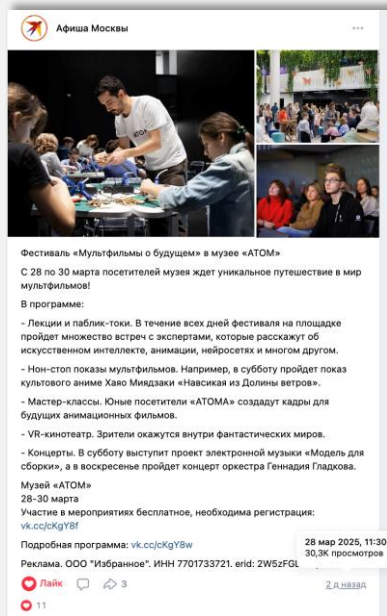 Афиша Москвы
АТОМ
Фестиваль «Мультфильмы о будущем» в музее «АТОМ»
С 28 по 30 марта посетителей музея ждет уникальное путешествие в мир
мультфильмов!
В программе:
- Лекции и паблик-токи. В течение всех дней фестиваля на площадке
пройдет множество встреч с экспертами, которые расскажут об
искусственном интеллекте, анимации, нейросетях и многом другом.
- Нон-стоп показы мультфильмов. Например, в субботу пройдет показ
культового аниме Хаяо Миядзаки «Навсикая из Долины ветров».
- Мастер-классы. Юные посетители «АТОМА» создадут кадры для
будущих анимационных фильмов.
- VR-кинотеатр. Зрители окажутся внутри фантастических миров.
- Концерты. В субботу выступит проект электронной музыки «Модель для
сборки», а в воскресенье пройдет концерт оркестра Геннадия Гладкова.
Музей «АТОМ»
28-30 марта
Участие в мероприятиях бесплатное, необходима регистрация:
vk.cc/cKgY8f
Подробная программа: vk.cc/cKgY8w
28 мар 2025, 11:30
30,3K просмотров
Реклама. ООО "Избранное". ИНН 7701733721. erid: 2W5zFG
Лайк 3
2 д назад
11